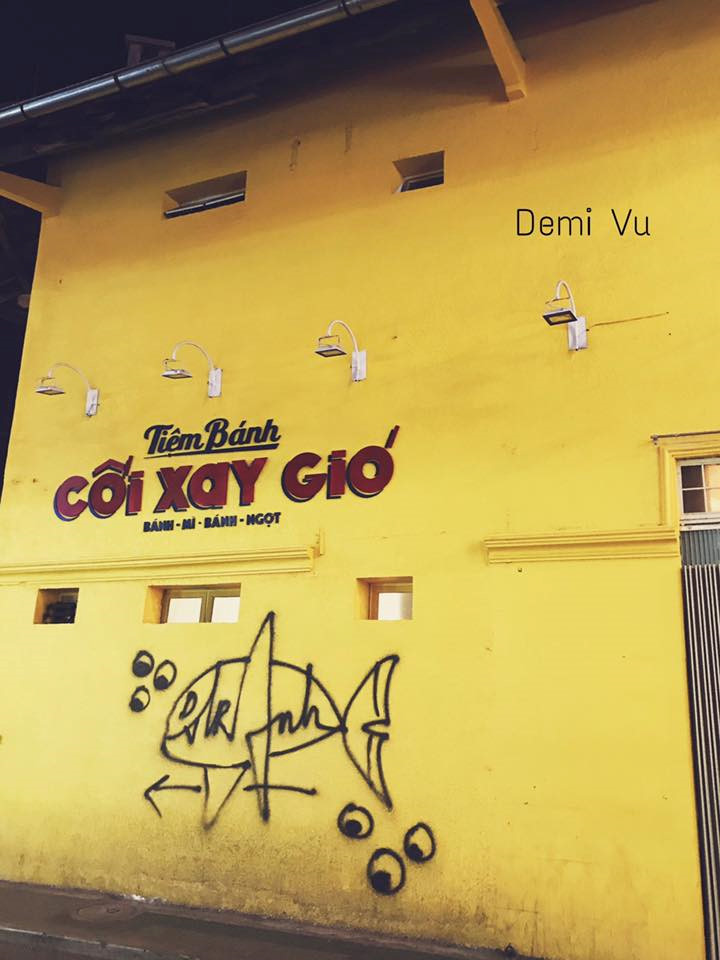 Demi Vu
Tiệm Bánh
CỐI XAY GIÓ
BÁNH - MÌ - BÁNH - NGỌT